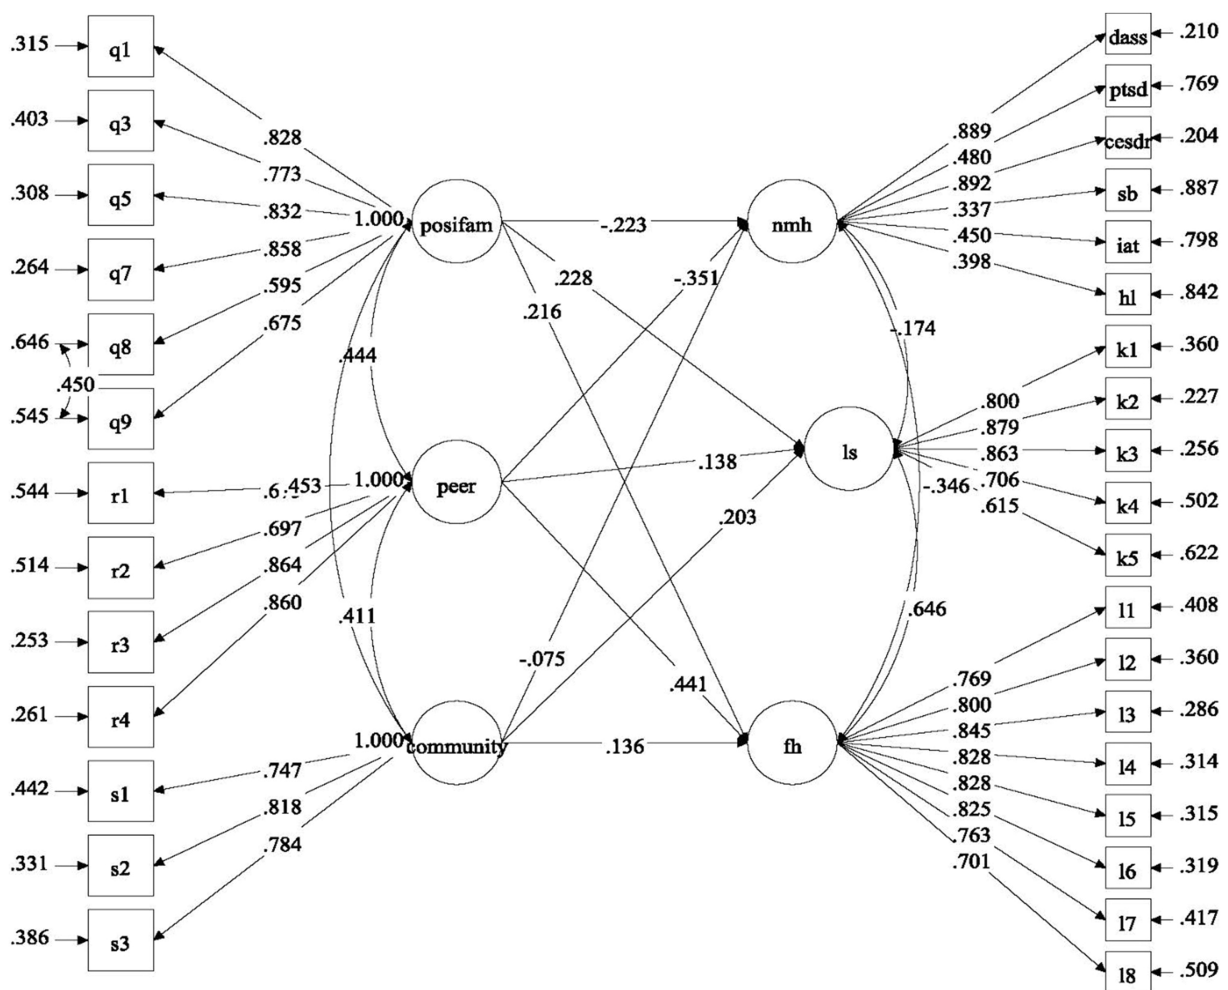 .315 q1
.403 q3
.308 q5
.264 q7
.646 q8
.450
.545 q9
.544 r1
.514 r2
.253 r3
.261 r4
.442 s1
.331 s2
.386 s3
.828
.773
.832
.858
.595
.675
1.000 posifam
.444
.453
1.000 peer
.697
.864
.860
.411
1.000 community
.747
.818
.784
-.223
.228
.216
-.351
.138
.203
-.075
.441
.136
nmh
ls
fh
-.174
-.346
.646
.889
.480
.892
.337
.450
.398
.800
.879
.863
.706
.615
.769
.800
.845
.828
.828
.825
.763
.701
dass .210
ptsd .769
cesdr .204
sb .887
iat .798
hl .842
k1 .360
k2 .227
k3 .256
k4 .502
k5 .622
l1 .408
l2 .360
l3 .286
l4 .314
l5 .315
l6 .319
l7 .417
l8 .509